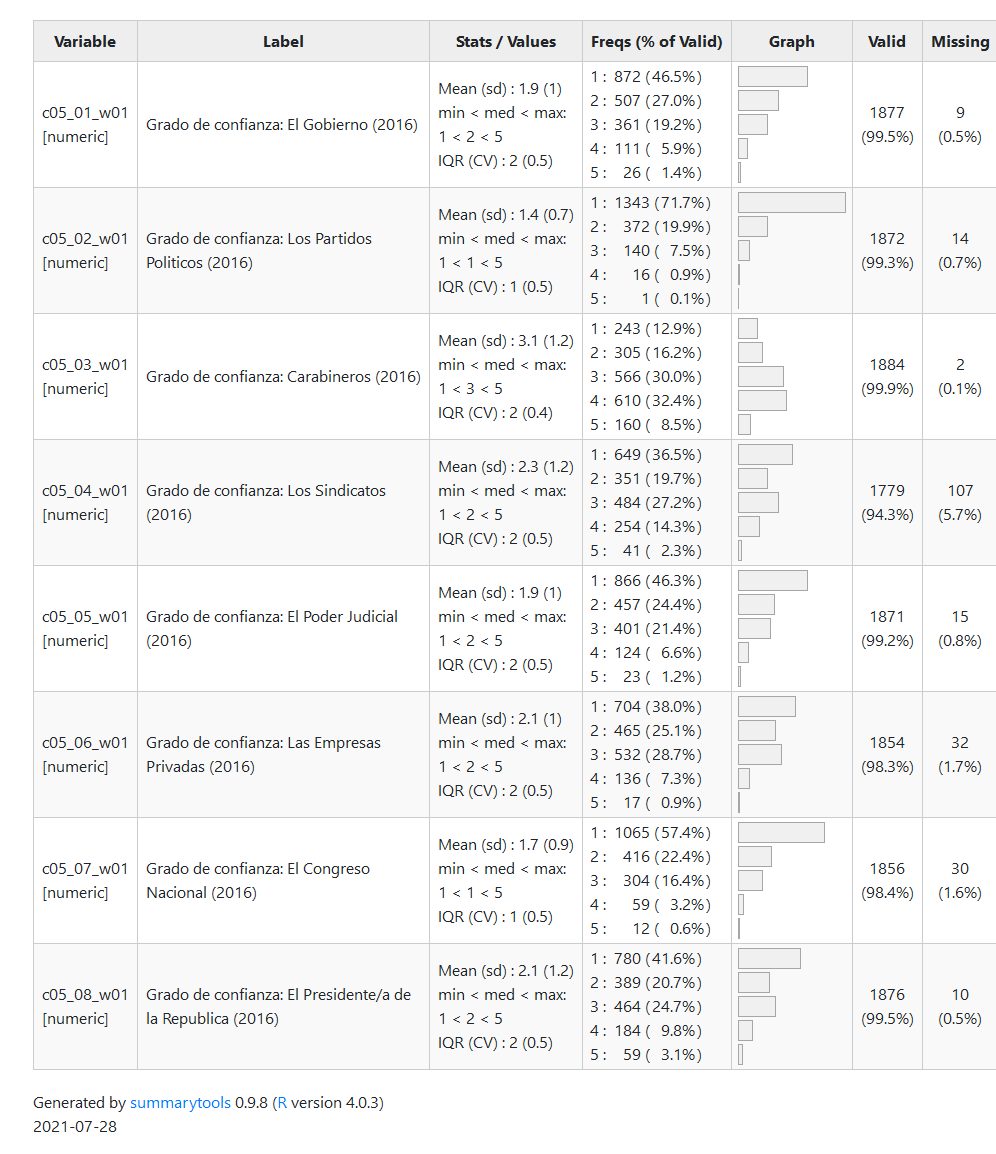 Variable Label Stats / Values Freqs (% of Valid) Graph Valid Missing
c05_01_w01
[numeric]
Grado de confianza: El Gobierno (2016)
Mean (sd) : 1.9 (1)
min < med < max:
1 < 2 < 5
IQR (CV) : 2 (0.5)
1 : 872 (46.5%)
2 : 507 (27.0%)
3 : 361 (19.2%)
4 : 111 ( 5.9%)
5 : 26 ( 1.4%)
1877
(99.5%)
9
(0.5%)
c05_02_w01
[numeric]
Grado de confianza: Los Partidos
Politicos (2016)
Mean (sd) : 1.4 (0.7)
min < med < max:
1 < 1 < 5
IQR (CV) : 1 (0.5)
1 : 1343 (71.7%)
2 : 372 (19.9%)
3 : 140 ( 7.5%)
4 : 16 ( 0.9%)
5 : 1 ( 0.1%)
1872
(99.3%)
14
(0.7%)
c05_03_w01
[numeric]
Grado de confianza: Carabineros (2016)
Mean (sd) : 3.1 (1.2)
min < med < max:
1 < 3 < 5
IQR (CV) : 2 (0.4)
1 : 243 (12.9%)
2 : 305 (16.2%)
3 : 566 (30.0%)
4 : 610 (32.4%)
5 : 160 ( 8.5%)
1884
(99.9%)
2
(0.1%)
c05_04_w01
[numeric]
Grado de confianza: Los Sindicatos
(2016)
Mean (sd) : 2.3 (1.2)
min < med < max:
1 < 2 < 5
IQR (CV) : 2 (0.5)
1 : 649 (36.5%)
2 : 351 (19.7%)
3 : 484 (27.2%)
4 : 254 (14.3%)
5 : 41 ( 2.3%)
1779
(94.3%)
107
(5.7%)
c05_05_w01
[numeric]
Grado de confianza: El Poder Judicial
(2016)
Mean (sd) : 1.9 (1)
min < med < max:
1 < 2 < 5
IQR (CV) : 2 (0.5)
1 : 866 (46.3%)
2 : 457 (24.4%)
3 : 401 (21.4%)
4 : 124 ( 6.6%)
5 : 23 ( 1.2%)
1871
(99.2%)
15
(0.8%)
c05_06_w01
[numeric]
Grado de confianza: Las Empresas
Privadas (2016)
Mean (sd) : 2.1 (1)
min < med < max:
1 < 2 < 5
IQR (CV) : 2 (0.5)
1 : 704 (38.0%)
2 : 465 (25.1%)
3 : 532 (28.7%)
4 : 136 ( 7.3%)
5 : 17 ( 0.9%)
1854
(98.3%)
32
(1.7%)
c05_07_w01
[numeric]
Grado de confianza: El Congreso
Nacional (2016)
Mean (sd) : 1.7 (0.9)
min < med < max:
1 < 1 < 5
IQR (CV) : 1 (0.5)
1 : 1065 (57.4%)
2 : 416 (22.4%)
3 : 304 (16.4%)
4 : 59 ( 3.2%)
5 : 12 ( 0.6%)
1856
(98.4%)
30
(1.6%)
c05_08_w01
[numeric]
Grado de confianza: El Presidente/a de
la Republica (2016)
Mean (sd) : 2.1 (1.2)
min < med < max:
1 < 2 < 5
IQR (CV) : 2 (0.5)
1 : 780 (41.6%)
2 : 389 (20.7%)
3 : 464 (24.7%)
4 : 184 ( 9.8%)
5 : 59 ( 3.1%)
1876
(99.5%)
10
(0.5%)
Generated by summarytools 0.9.8 (R version 4.0.3)
2021-07-28